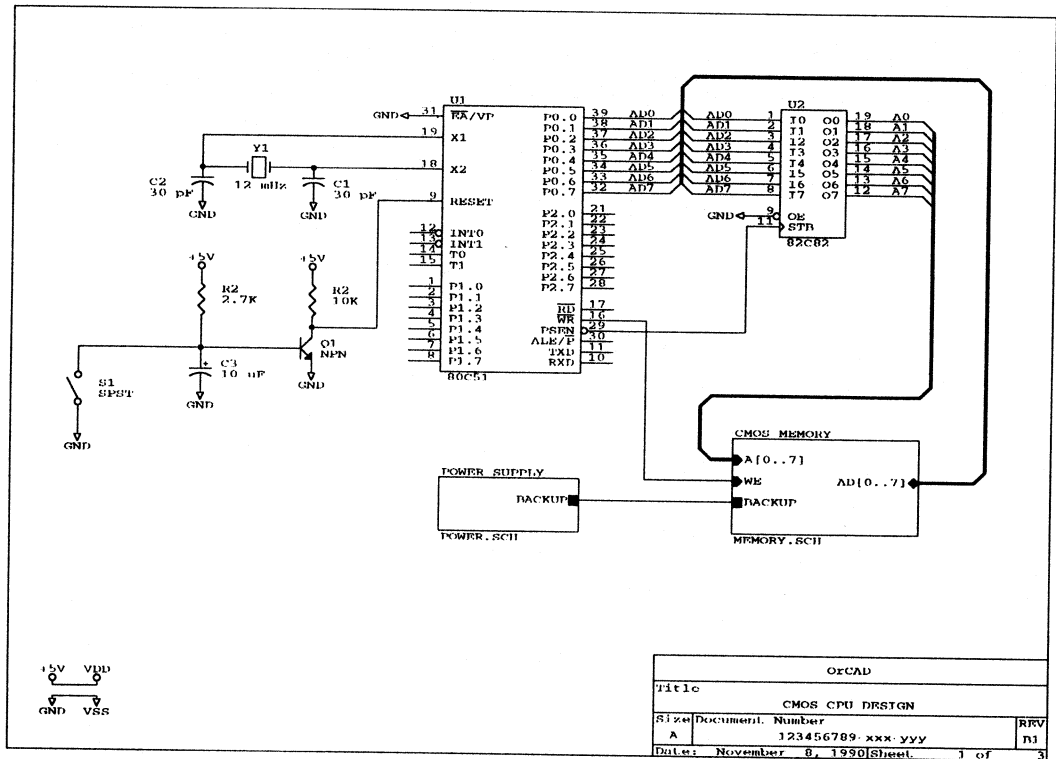 U1
80C51
GND 31 EA/VP
19 X1
18 X2
9 RESET
12 INT0
13 INT1
14 T0
15 T1
1 P1.0
2 P1.1
3 P1.2
4 P1.3
5 P1.4
6 P1.5
7 P1.6
8 P1.7
P0.0 39 AD0
P0.1 38 AD1
P0.2 37 AD2
P0.3 36 AD3
P0.4 35 AD4
P0.5 34 AD5
P0.6 33 AD6
P0.7 32 AD7
P2.0 21
P2.1 22
P2.2 23
P2.3 24
P2.4 25
P2.5 26
P2.6 27
P2.7 28
RD 17
WR 16
PSEN 29
ALE/P 30
TXD 11
RXD 10
U2
AD0 1 I0 O0 19 A0
AD1 2 I1 O1 18 A1
AD2 3 I2 O2 17 A2
AD3 4 I3 O3 16 A3
AD4 5 I4 O4 15 A4
AD5 6 I5 O5 14 A5
AD6 7 I6 O6 13 A6
AD7 8 I7 O7 12 A7
GND 9 OE
11 STB
82C82
Y1
12 mHz
C2
30 pF
GND
C1
30 pF
GND
+5V
R2
2.7K
+5V
R2
10K
Q1
NPN
GND
C3
+
10 uF
GND
S1
SPST
GND
POWER SUPPLY
BACKUP
POWER.SCH
CMOS MEMORY
A[0..7]
WE
AD[0..7]
BACKUP
MEMORY.SCH
+5V VDD
GND VSS
OrCAD
Title
CMOS CPU DESIGN
Size Document Number REV
A 123456789-xxx-yyy B1
Date: November 8, 1990 Sheet 1 of 3